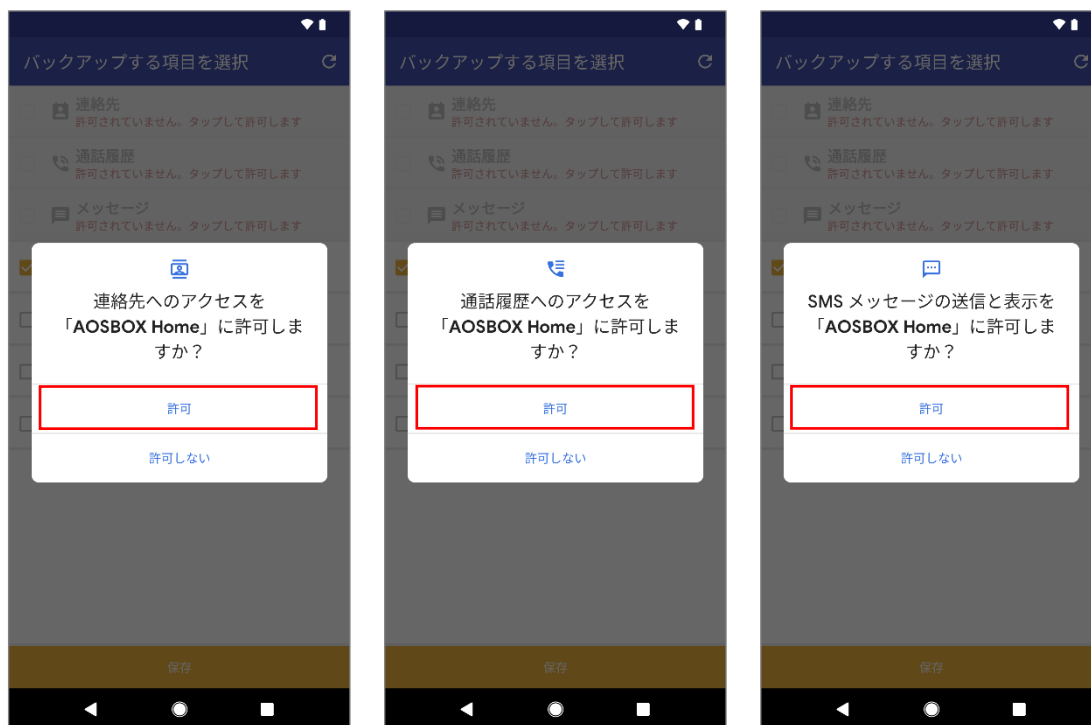 バックアップする項目を選択
連絡先
許可されていません。タップして許可します
通話履歴
許可されていません。タップして許可します
メッセージ
許可されていません。タップして許可します
連絡先へのアクセスを
「AOSBOX Home」に許可しま
すか？
許可
許可しない
保存
バックアップする項目を選択
連絡先
許可されていません。タップして許可します
通話履歴
許可されていません。タップして許可します
メッセージ
許可されていません。タップして許可します
通話履歴へのアクセスを
「AOSBOX Home」に許可しま
すか？
許可
許可しない
保存
バックアップする項目を選択
連絡先
許可されていません。タップして許可します
通話履歴
許可されていません。タップして許可します
メッセージ
許可されていません。タップして許可します
SMS メッセージの送信と表示を
「AOSBOX Home」に許可しま
すか？
許可
許可しない
保存